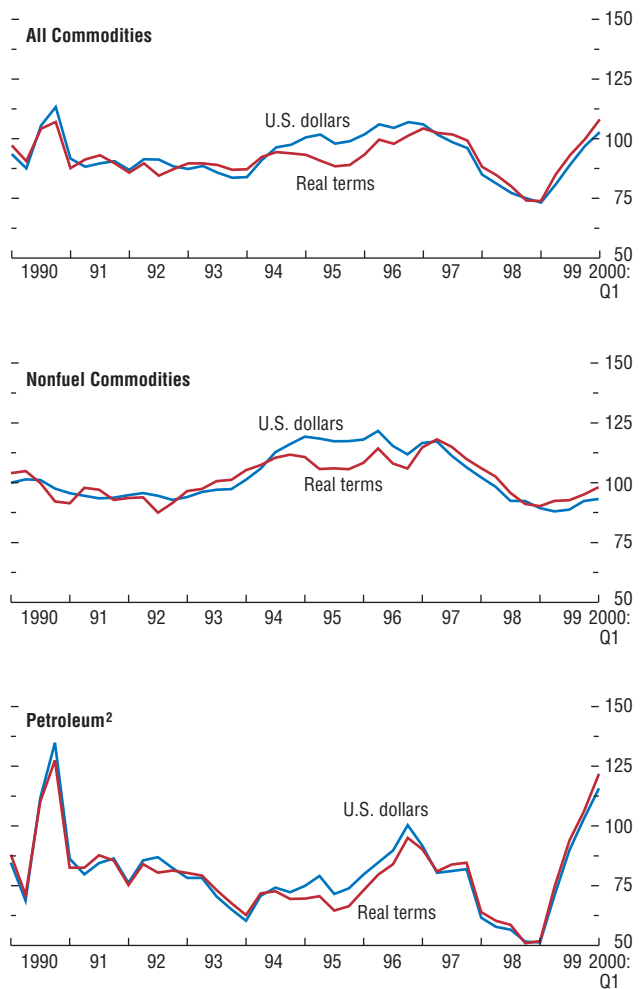 All Commodities
150
125
100
75
50
U.S. dollars
Real terms
1990 91 92 93 94 95 96 97 98 99 2000:
Q1
Nonfuel Commodities
150
125
100
75
50
U.S. dollars
Real terms
1990 91 92 93 94 95 96 97 98 99 2000:
Q1
Petroleum²
150
125
100
75
50
U.S. dollars
Real terms
1990 91 92 93 94 95 96 97 98 99 2000:
Q1